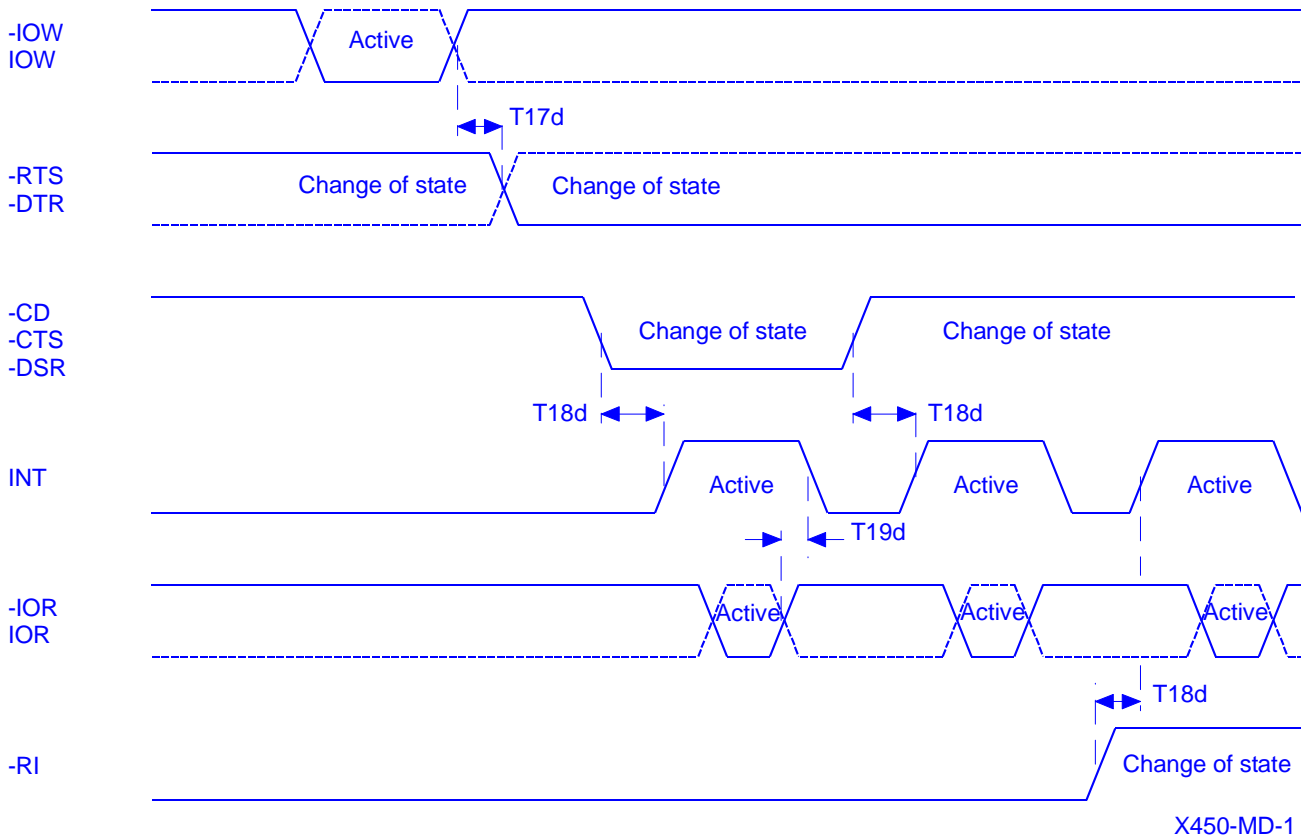 -IOW
IOW
Active
T17d
-RTS
-DTR
Change of state
Change of state
-CD
-CTS
-DSR
Change of state
Change of state
T18d
T18d
INT
Active
Active
Active
T19d
-IOR
IOR
Active
Active
Active
T18d
-RI
Change of state
X450-MD-1